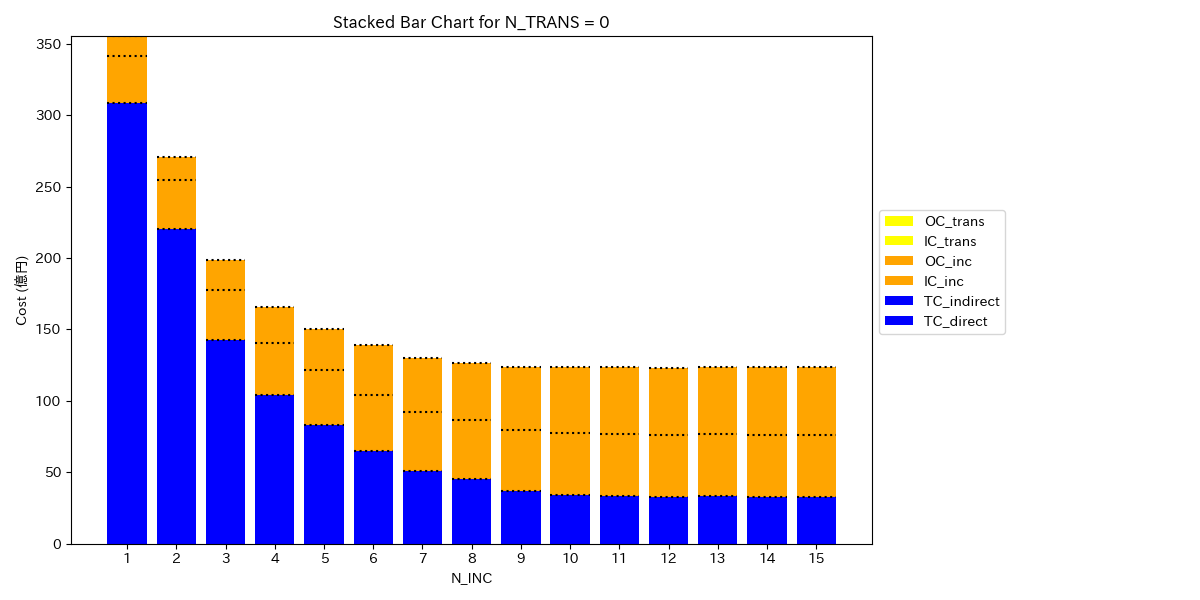 Stacked Bar Chart for N_TRANS = 0
350
300
250
200
150
100
50
0
Cost (億円)
1 2 3 4 5 6 7 8 9 10 11 12 13 14 15
N_INC
OC_trans
IC_trans
OC_inc
IC_inc
TC_indirect
TC_direct